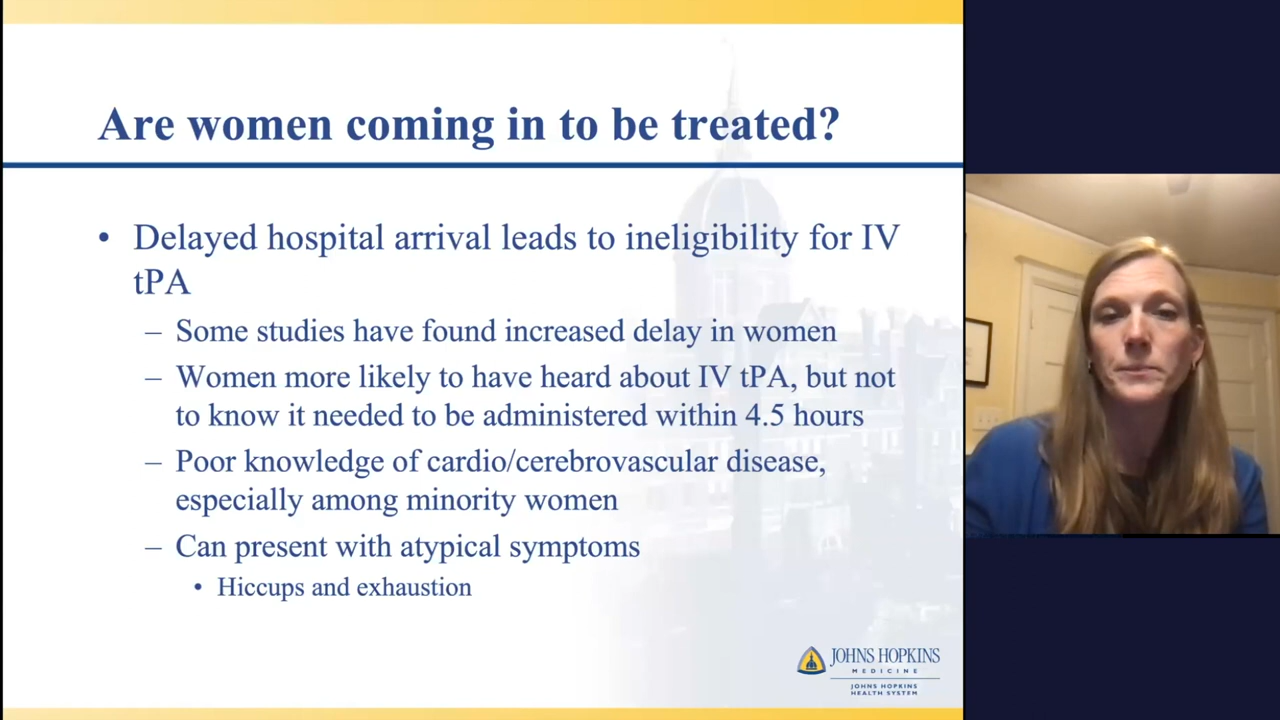 Are women coming in to be treated?
• Delayed hospital arrival leads to ineligibility for IV
tPA
– Some studies have found increased delay in women
– Women more likely to have heard about IV tPA, but not
to know it needed to be administered within 4.5 hours
– Poor knowledge of cardio/cerebrovascular disease,
especially among minority women
– Can present with atypical symptoms
• Hiccups and exhaustion
JOHNS HOPKINS
MEDICINE
JOHNS HOPKINS
HEALTH SYSTEM